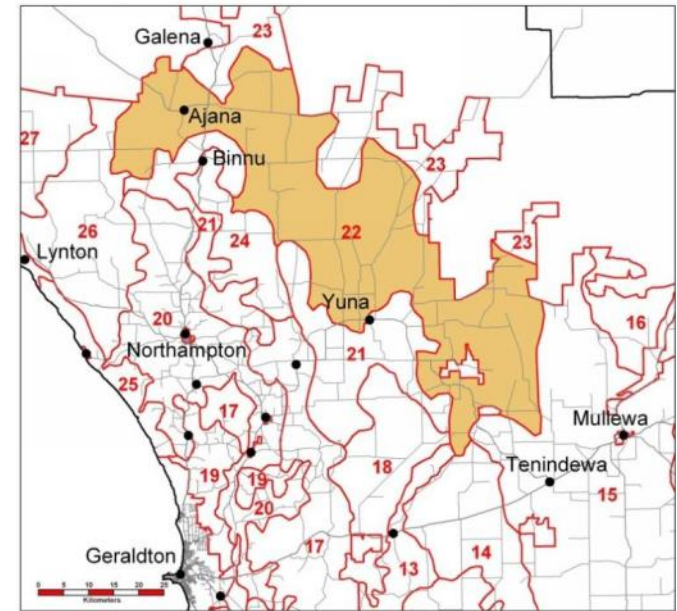 23
Galena
Ajana
27
Binnu
23
26
21
24
22
23
Lynton
Yuna
20
16
21
Northampton
25
17
Mullewa
18
19
19
Tenindewa
15
20
17
Geraldton
13
14
0 5 10 15 20 25
Kilometers